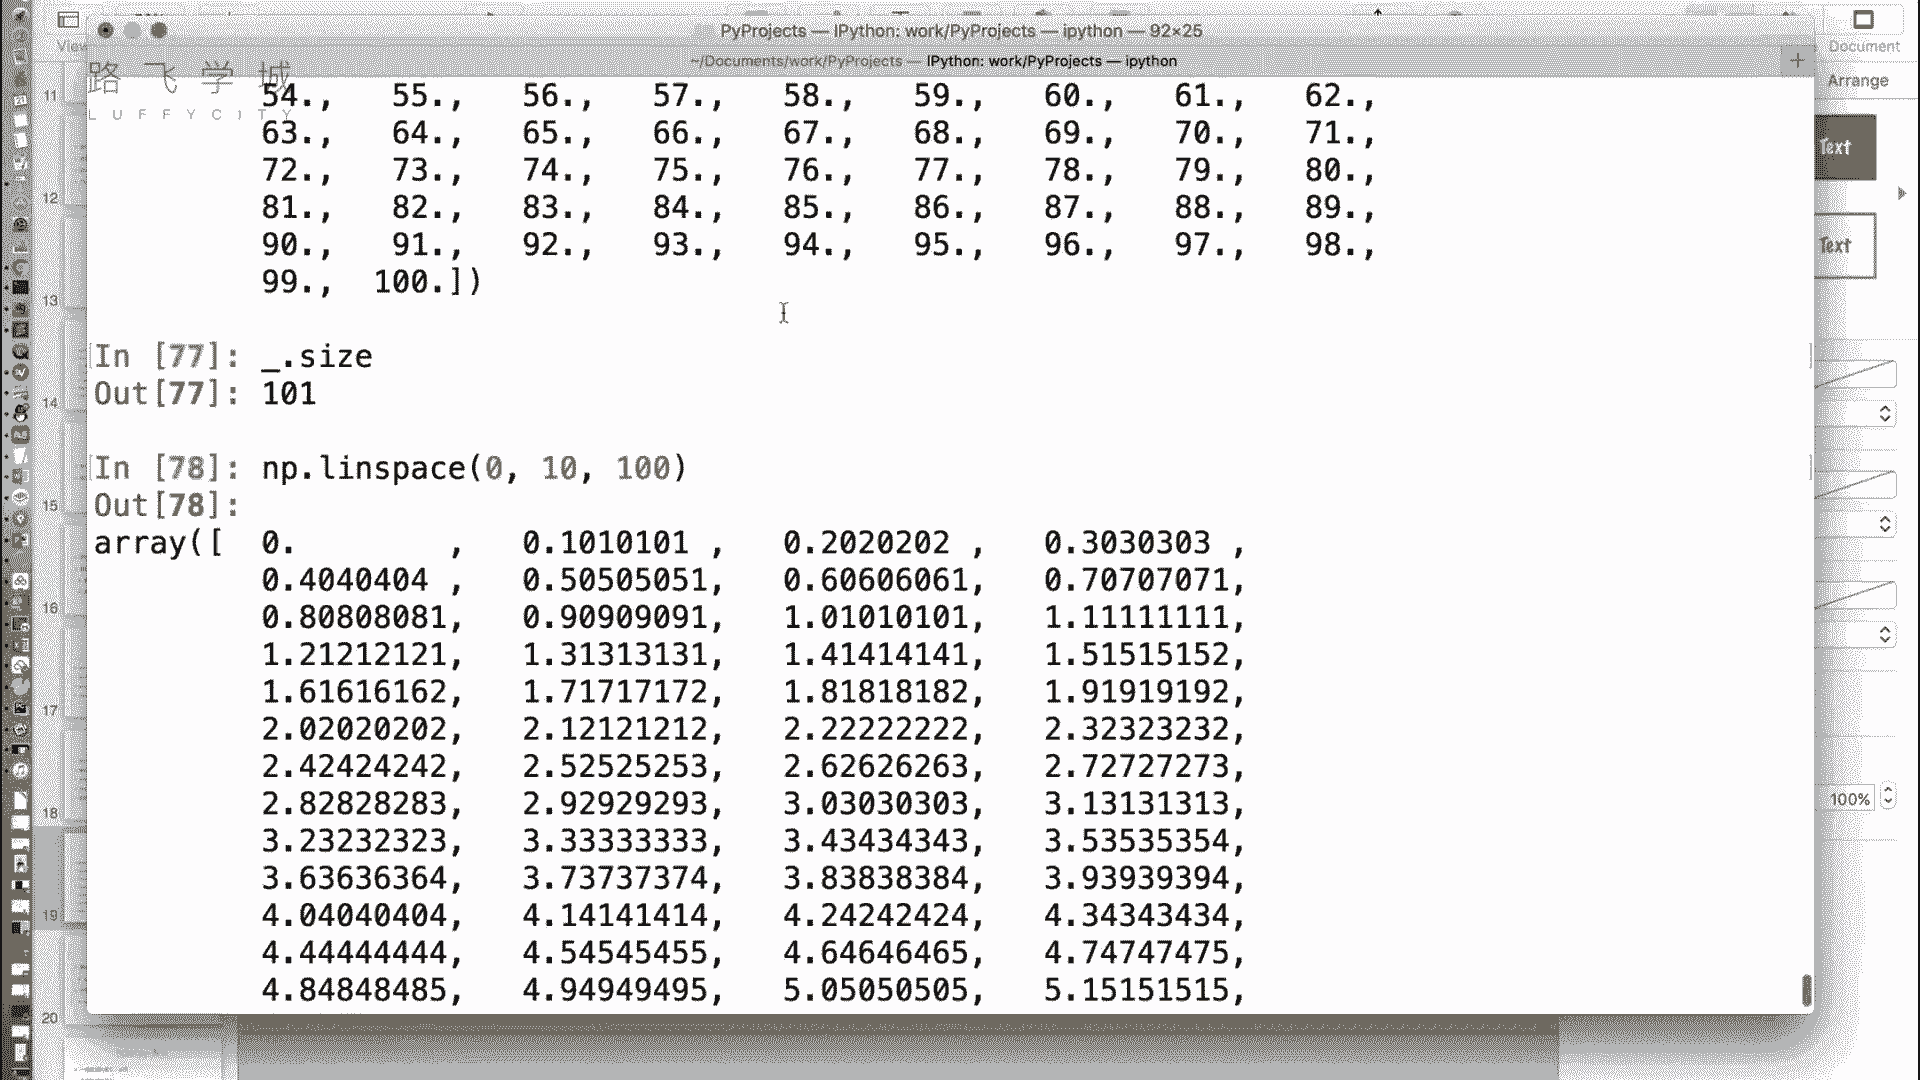 PyProjects — IPython: work/PyProjects — ipython — 92×25
View
Document
~/Documents/work/PyProjects — IPython: work/PyProjects — ipython
+
Arrange
路飞学城
LUFFYCITY
54., 55., 56., 57., 58., 59., 60., 61., 62.,
63., 64., 65., 66., 67., 68., 69., 70., 71.,
72., 73., 74., 75., 76., 77., 78., 79., 80.,
81., 82., 83., 84., 85., 86., 87., 88., 89.,
90., 91., 92., 93., 94., 95., 96., 97., 98.,
99., 100.])
In [77]: _.size
Out[77]: 101
In [78]: np.linspace(0, 10, 100)
Out[78]:
array([ 0. , 0.1010101 , 0.2020202 , 0.3030303 ,
0.4040404 , 0.50505051, 0.60606061, 0.70707071,
0.80808081, 0.90909091, 1.01010101, 1.11111111,
1.21212121, 1.31313131, 1.41414141, 1.51515152,
1.61616162, 1.71717172, 1.81818182, 1.91919192,
2.02020202, 2.12121212, 2.22222222, 2.32323232,
2.42424242, 2.52525253, 2.62626263, 2.72727273,
2.82828283, 2.92929293, 3.03030303, 3.13131313,
3.23232323, 3.33333333, 3.43434343, 3.53535354,
3.63636364, 3.73737374, 3.83838384, 3.93939394,
4.04040404, 4.14141414, 4.24242424, 4.34343434,
4.44444444, 4.54545455, 4.64646465, 4.74747475,
4.84848485, 4.94949495, 5.05050505, 5.15151515,
11
12
13
14
15
16
17
18
19
20
Text
Text
100%